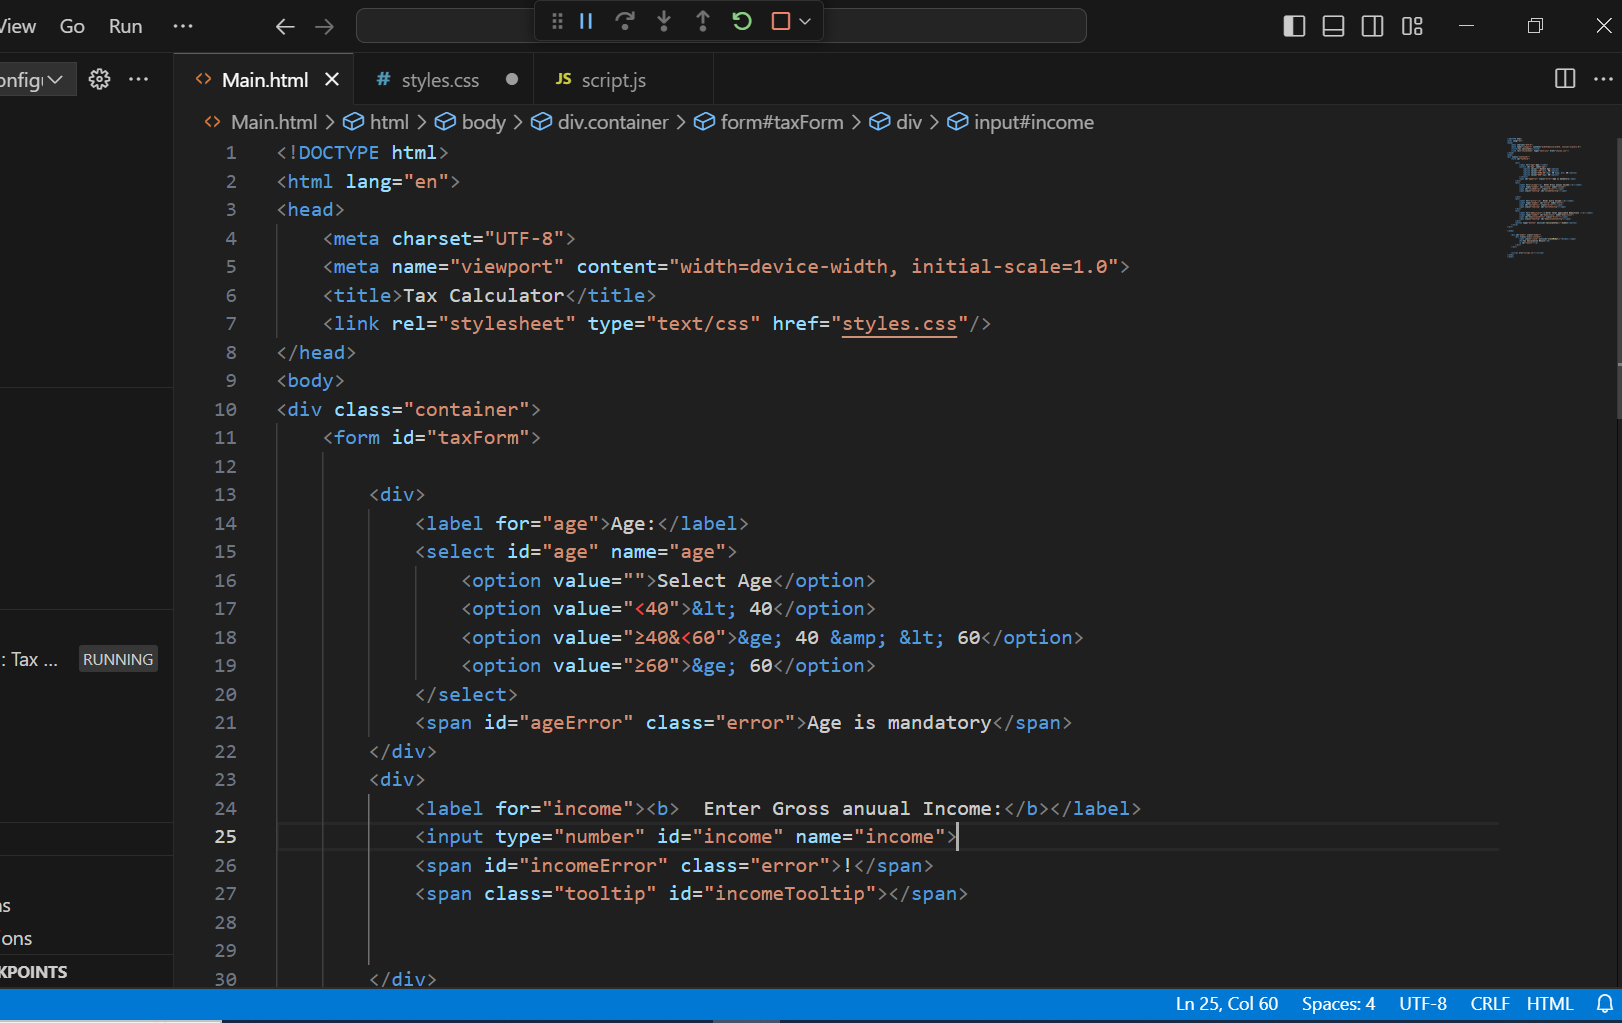 View Go Run ···
onfigu ··· Main.html # styles.css JS script.js ···
Main.html > html > body > div.container > form#taxForm > div > input#income
1 <!DOCTYPE html>
2 <html lang="en">
3 <head>
4 <meta charset="UTF-8">
5 <meta name="viewport" content="width=device-width, initial-scale=1.0">
6 <title>Tax Calculator</title>
7 <link rel="stylesheet" type="text/css" href="styles.css"/>
8 </head>
9 <body>
10 <div class="container">
11 <form id="taxForm">
12
13 <div>
14 <label for="age">Age:</label>
15 <select id="age" name="age">
16 <option value="">Select Age</option>
17 <option value="<40">&lt; 40</option>
18 <option value="≥40&<60">&ge; 40 &amp; &lt; 60</option>
19 <option value="≥60">&ge; 60</option>
20 </select>
21 <span id="ageError" class="error">Age is mandatory</span>
22 </div>
23 <div>
24 <label for="income"><b>  Enter Gross anuual Income:</b></label>
25 <input type="number" id="income" name="income">
26 <span id="incomeError" class="error">!</span>
27 <span class="tooltip" id="incomeTooltip"></span>
28
29
30 </div>
: Tax ... RUNNING
ns
ons
KPOINTS
Ln 25, Col 60 Spaces: 4 UTF-8 CRLF HTML